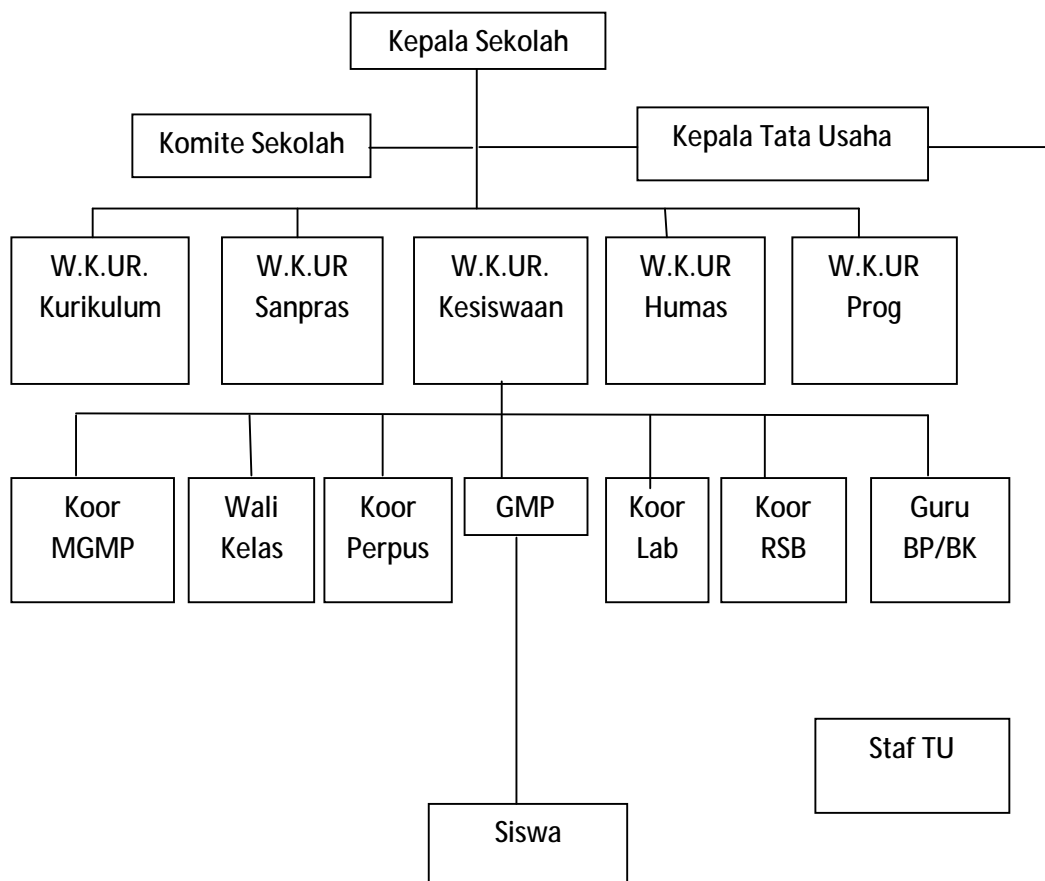 Kepala Sekolah
Komite Sekolah
Kepala Tata Usaha
W.K.UR.
Kurikulum
W.K.UR
Sanpras
W.K.UR.
Kesiswaan
W.K.UR
Humas
W.K.UR
Prog
Koor
MGMP
Wali
Kelas
Koor
Perpus
GMP
Koor
Lab
Koor
RSB
Guru
BP/BK
Staf TU
Siswa